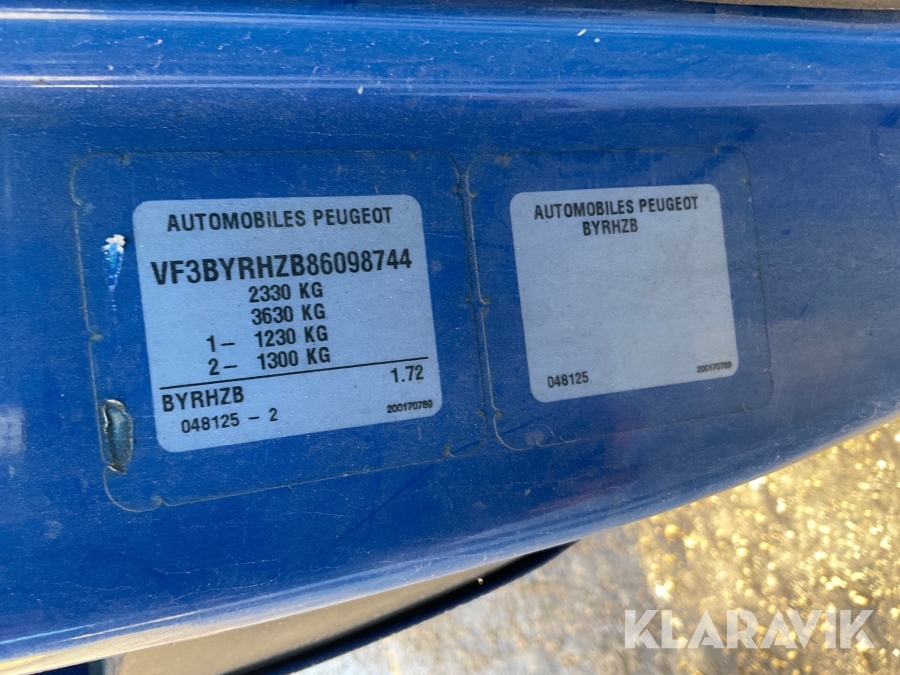 AUTOMOBILES PEUGEOT
VF3BYRHZB86098744
2330 KG
3630 KG
1– 1230 KG
2– 1300 KG
BYRHZB 1.72
048125 – 2 200170789
AUTOMOBILES PEUGEOT
BYRHZB
048125 200170789
KLARAVIK